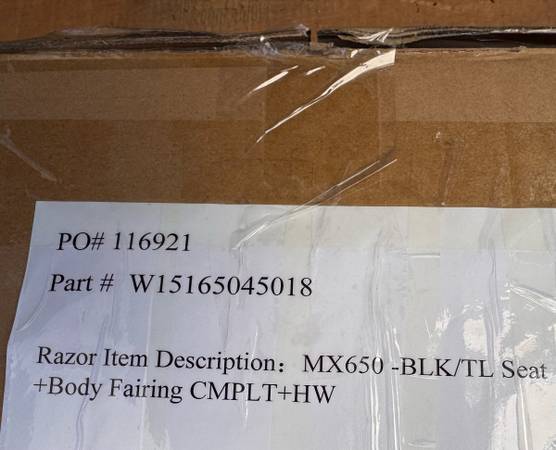 PO# 116921
Part # W15165045018
Razor Item Description： MX650 -BLK/TL Seat
+Body Fairing CMPLT+HW